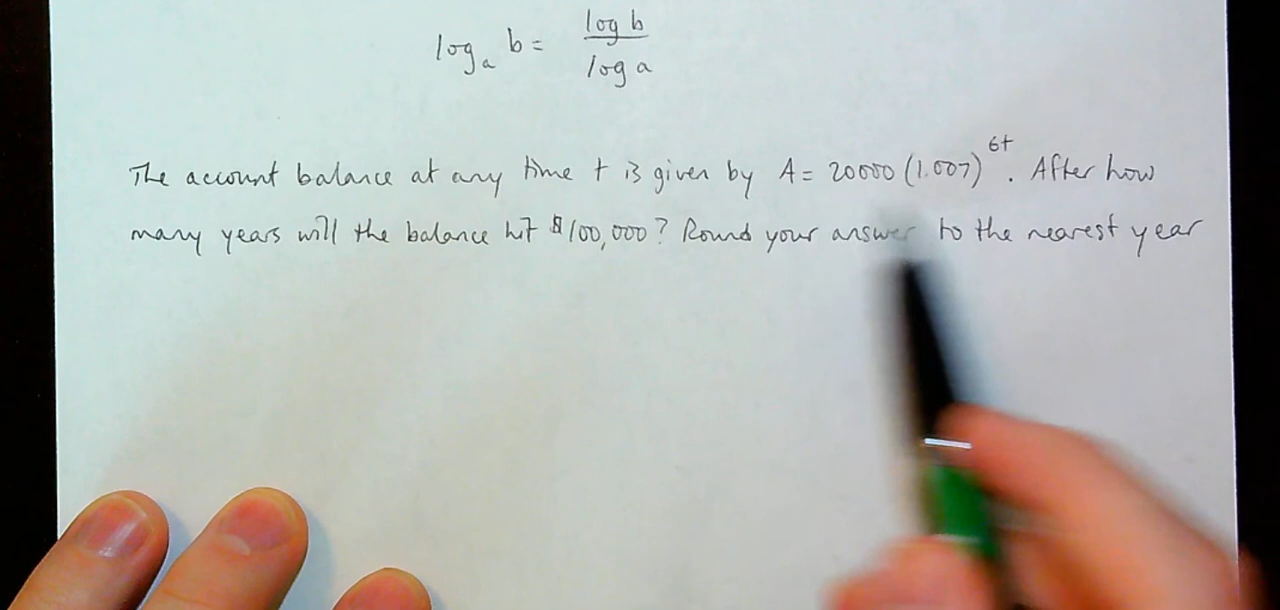 log_a b = log b / log a
The account balance at any time t is given by A = 20000 (1.007)^6t. After how
many years will the balance hit $100,000? Round your answer to the nearest year